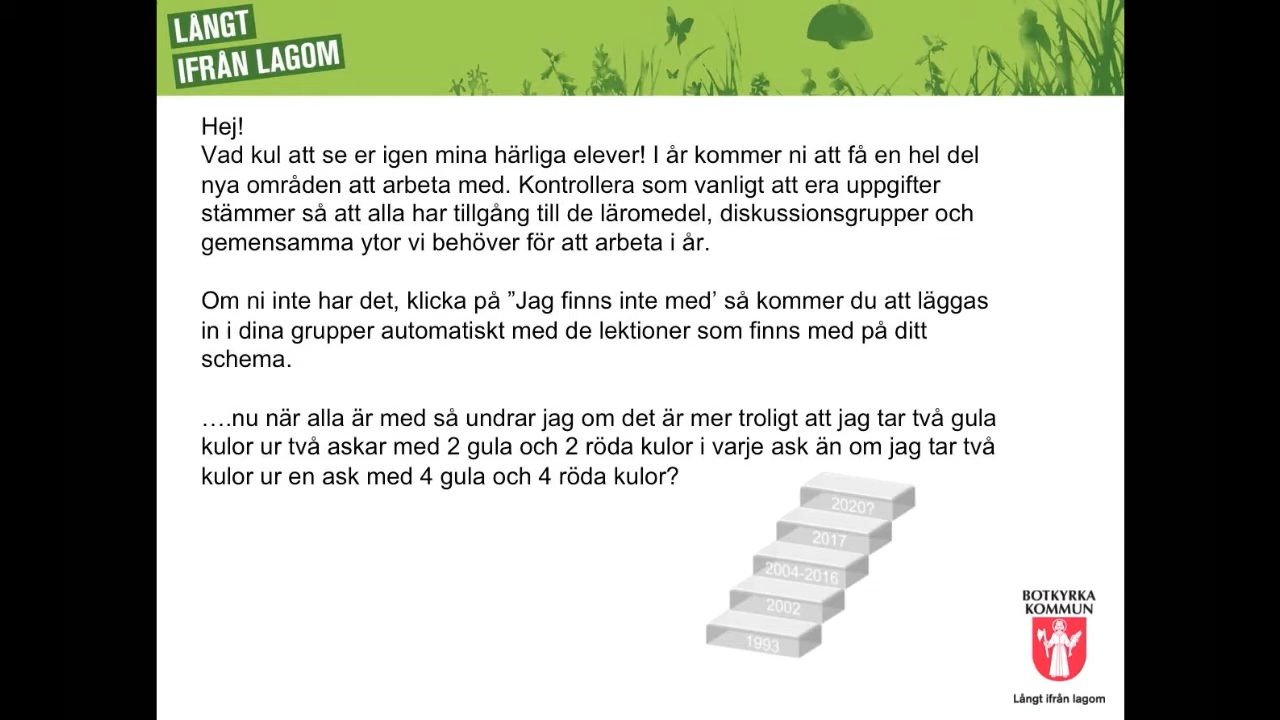 LÅNGT
IFRÅN LAGOM
Hej!
Vad kul att se er igen mina härliga elever! I år kommer ni att få en hel del
nya områden att arbeta med. Kontrollera som vanligt att era uppgifter
stämmer så att alla har tillgång till de läromedel, diskussionsgrupper och
gemensamma ytor vi behöver för att arbeta i år.
Om ni inte har det, klicka på ”Jag finns inte med’ så kommer du att läggas
in i dina grupper automatiskt med de lektioner som finns med på ditt
schema.
….nu när alla är med så undrar jag om det är mer troligt att jag tar två gula
kulor ur två askar med 2 gula och 2 röda kulor i varje ask än om jag tar två
kulor ur en ask med 4 gula och 4 röda kulor?
2020?
2017
2004-2016
2002
1993
BOTKYRKA
KOMMUN
Långt ifrån lagom